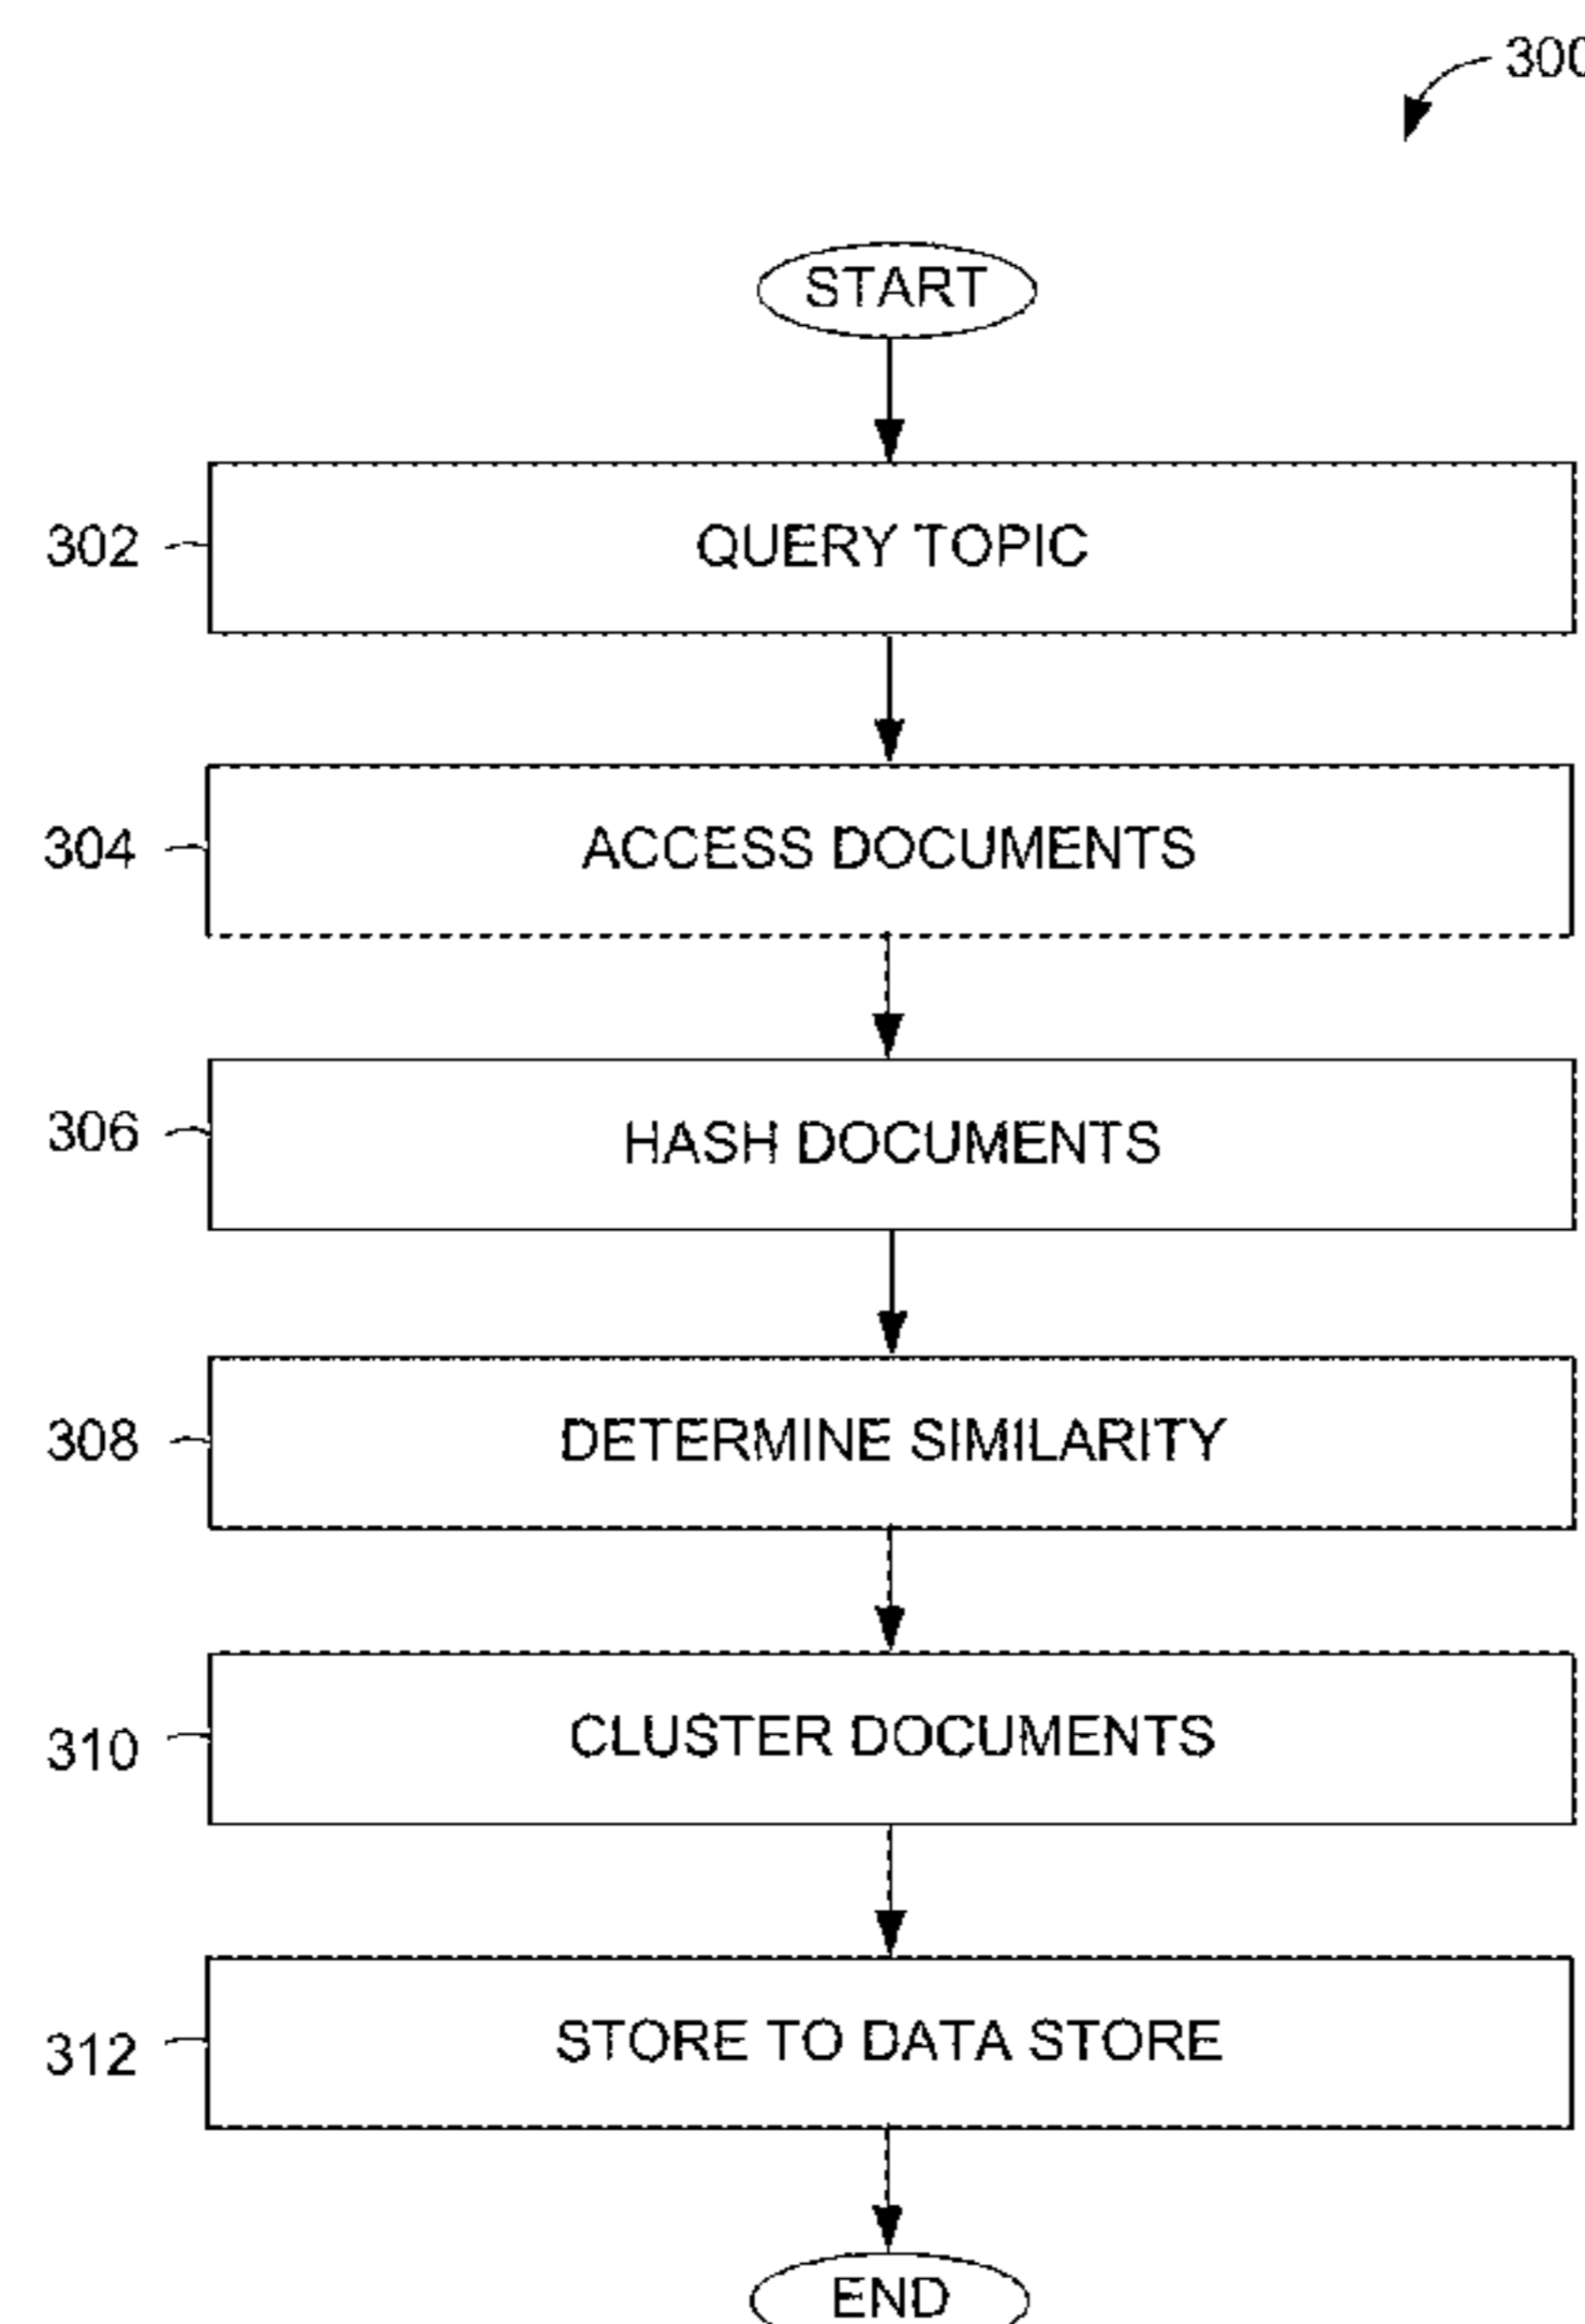 300
START
302 QUERY TOPIC
304 ACCESS DOCUMENTS
306 HASH DOCUMENTS
308 DETERMINE SIMILARITY
310 CLUSTER DOCUMENTS
312 STORE TO DATA STORE
END